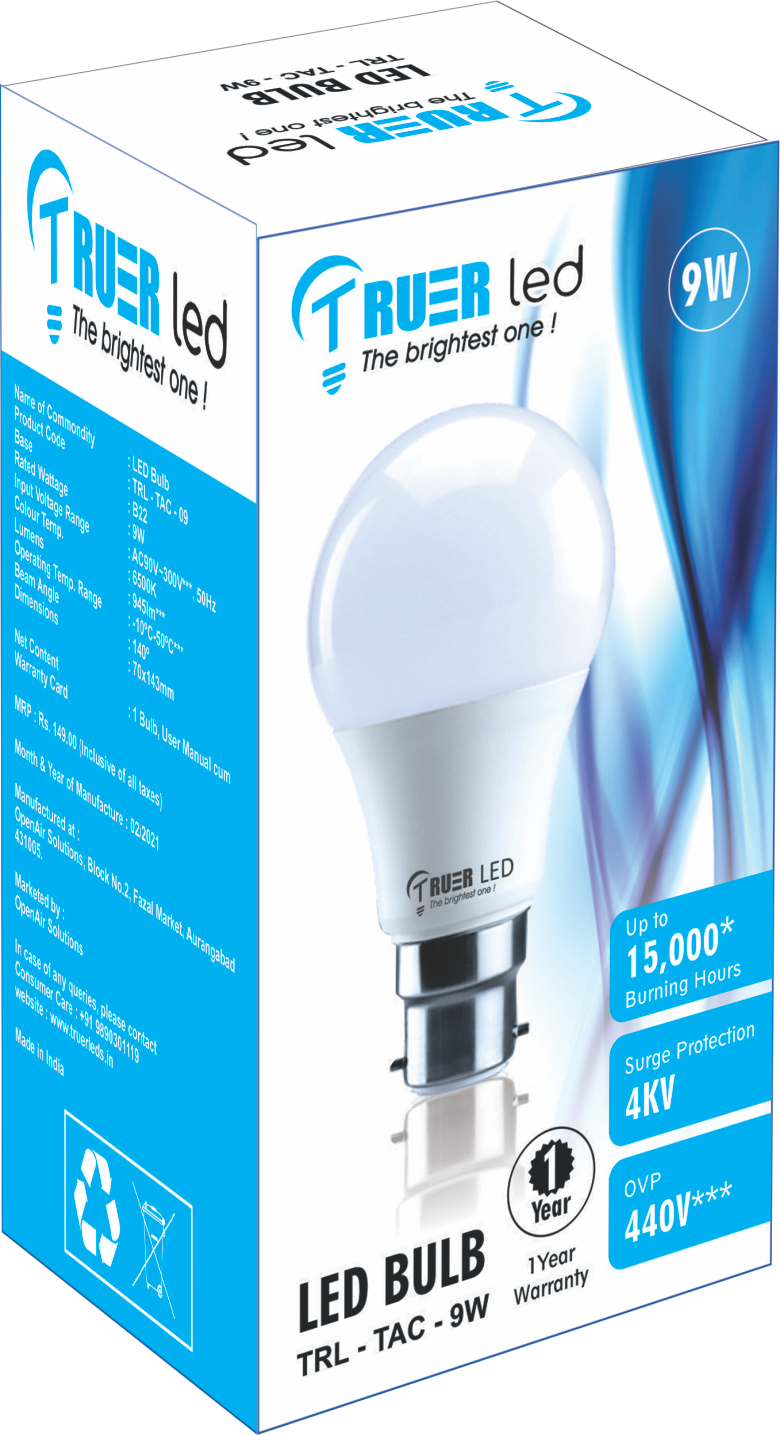 LED BULB
TRL - TAC - 9W
TRUER led
The brightest one !
TRUER led
The brightest one !
Name of Commodity : LED Bulb
Product Code : TRL - TAC - 09
Base : B22
Rated Wattage : 9W
Input Voltage Range : AC90V~300V***, 50Hz
Colour Temp. : 6500K
Lumens : 945lm***
Operating Temp. Range : -10ºC-50ºC***
Beam Angle : 140º
Dimensions : 70x143mm
Net Content : 1 Bulb, User Manual cum
Warranty Card
MRP : Rs. 149.00 (Inclusive of all taxes)
Month & Year of Manufacture : 02/2021
Manufactured at :
OpenAir Solutions, Block No.2, Fazal Market, Aurangabad
431005.
Marketed by :
OpenAir Solutions
In case of any queries, please contact
Consumer Care : +91 9890301119
website : www.truerleds.in
Made in India
TRUER led
The brightest one !
9W
TRUER LED
The brightest one !
Up to
15,000*
Burning Hours
Surge Protection
4KV
OVP
440V***
1
Year
1 Year
Warranty
LED BULB
TRL - TAC - 9W